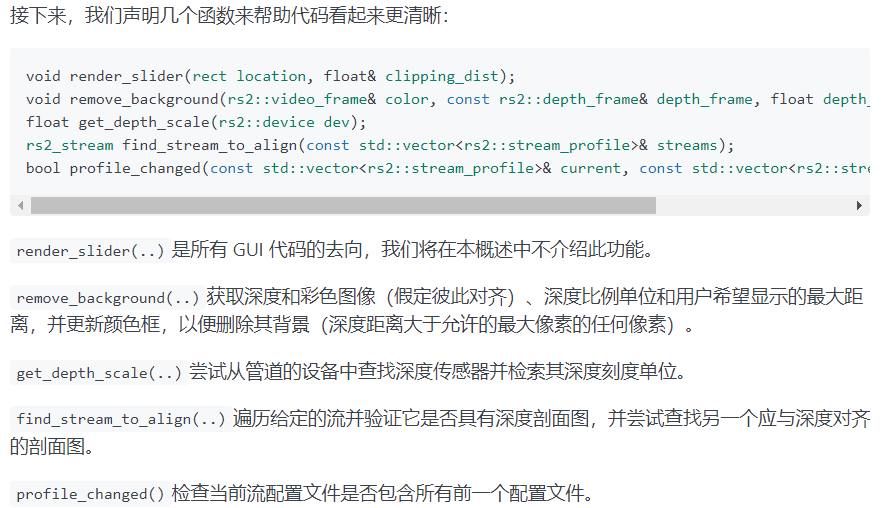 接下来，我们声明几个函数来帮助代码看起来更清晰：
void render_slider(rect location, float& clipping_dist);
void remove_background(rs2::video_frame& color, const rs2::depth_frame& depth_frame, float depth_
float get_depth_scale(rs2::device dev);
rs2_stream find_stream_to_align(const std::vector<rs2::stream_profile>& streams);
bool profile_changed(const std::vector<rs2::stream_profile>& current, const std::vector<rs2::stre
render_slider(..) 是所有 GUI 代码的去向，我们将在本概述中不介绍此功能。
remove_background(..) 获取深度和彩色图像（假定彼此对齐）、深度比例单位和用户希望显示的最大距
离，并更新颜色框，以便删除其背景（深度距离大于允许的最大像素的任何像素）。
get_depth_scale(..) 尝试从管道的设备中查找深度传感器并检索其深度刻度单位。
find_stream_to_align(..) 遍历给定的流并验证它是否具有深度剖面图，并尝试查找另一个应与深度对齐
的剖面图。
profile_changed() 检查当前流配置文件是否包含所有前一个配置文件。